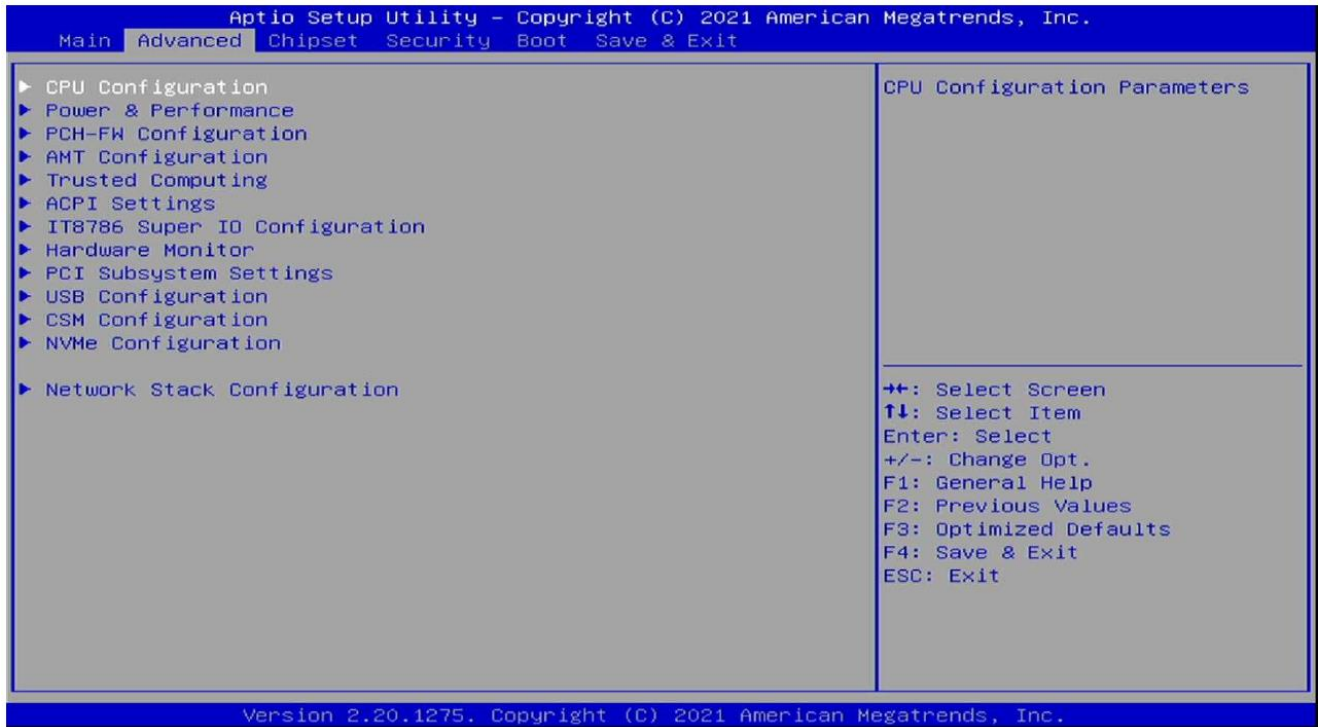 Aptio Setup Utility – Copyright (C) 2021 American Megatrends, Inc.
Main Advanced Chipset Security Boot Save & Exit
▶ CPU Configuration
▶ Power & Performance
▶ PCH-FW Configuration
▶ AMT Configuration
▶ Trusted Computing
▶ ACPI Settings
▶ IT8786 Super IO Configuration
▶ Hardware Monitor
▶ PCI Subsystem Settings
▶ USB Configuration
▶ CSM Configuration
▶ NVMe Configuration
▶ Network Stack Configuration
CPU Configuration Parameters
→←: Select Screen
↑↓: Select Item
Enter: Select
+/-: Change Opt.
F1: General Help
F2: Previous Values
F3: Optimized Defaults
F4: Save & Exit
ESC: Exit
Version 2.20.1275. Copyright (C) 2021 American Megatrends, Inc.